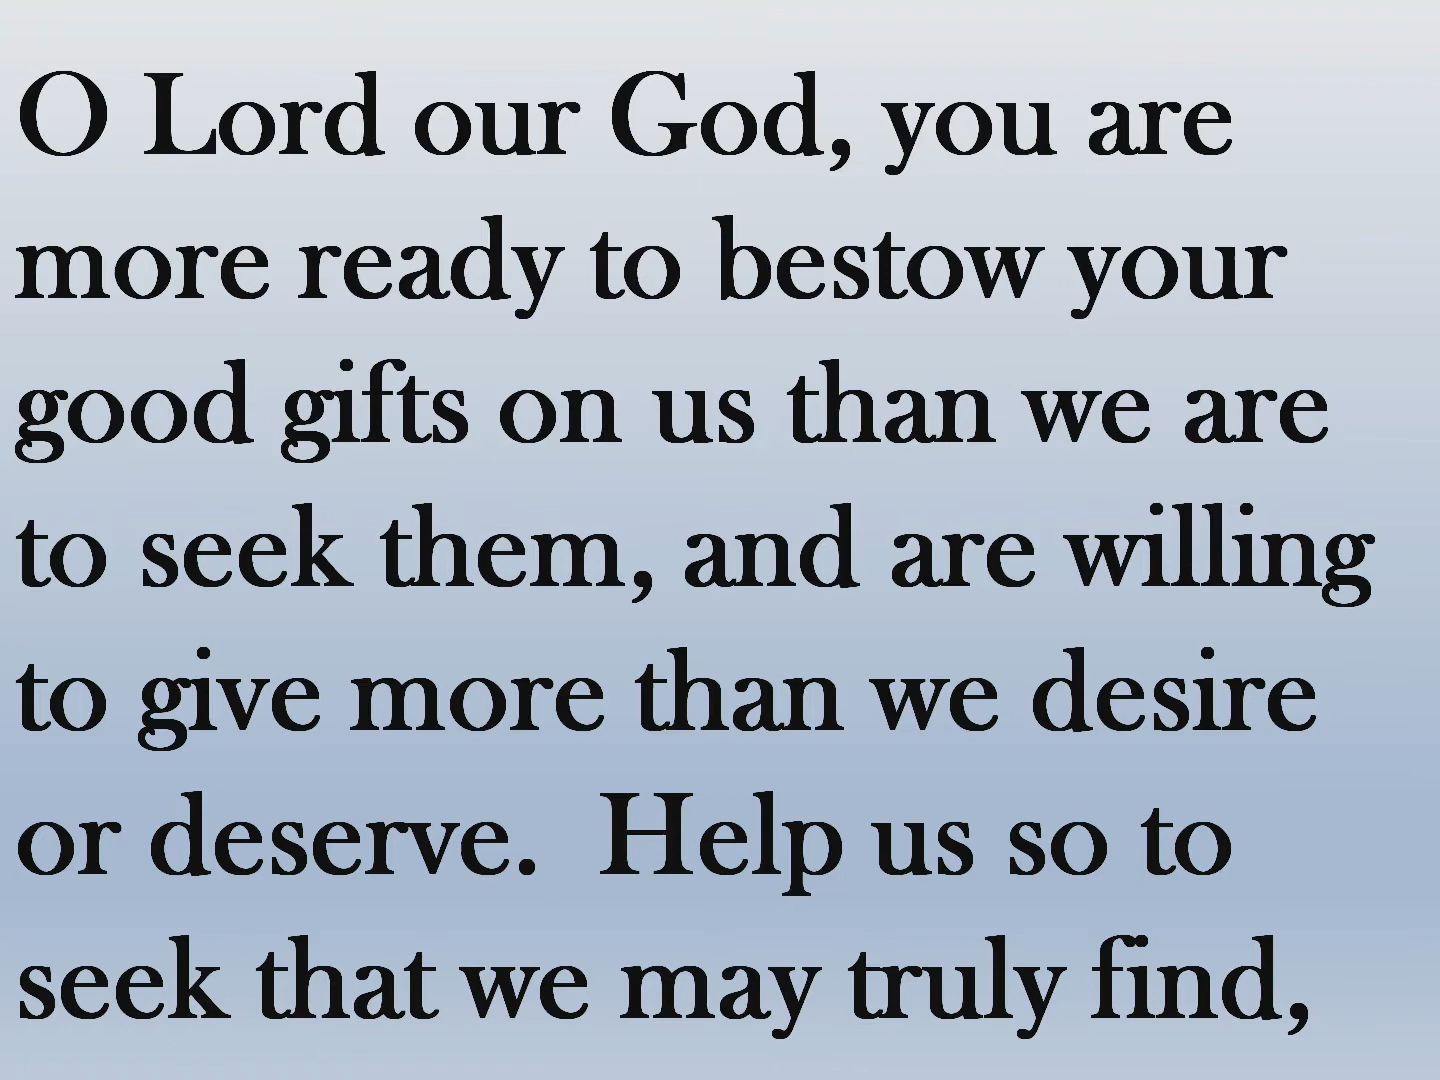 O Lord our God, you are
more ready to bestow your
good gifts on us than we are
to seek them, and are willing
to give more than we desire
or deserve.  Help us so to
seek that we may truly find,